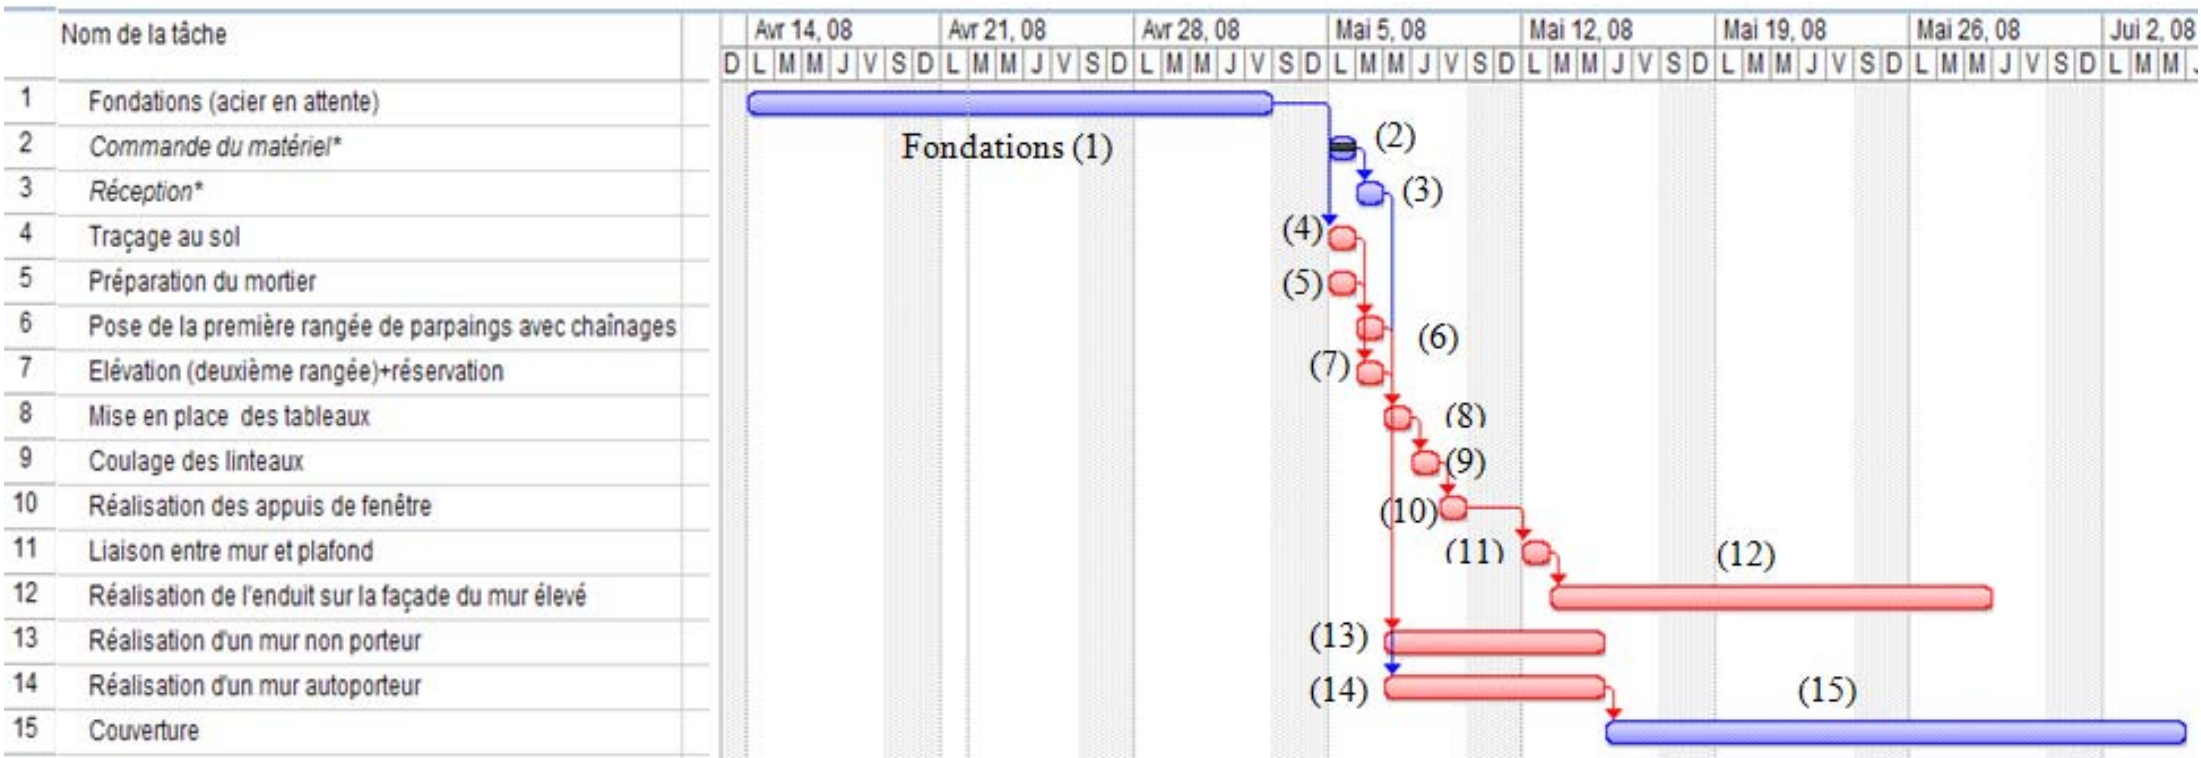 Nom de la tâche
Avr 14, 08 Avr 21, 08 Avr 28, 08 Mai 5, 08 Mai 12, 08 Mai 19, 08 Mai 26, 08 Jui 2, 08
D L M M J V S D L M M J V S D L M M J V S D L M M J V S D L M M J V S D L M M J V S D L M M J V S D L M M J
1 Fondations (acier en attente)
2 Commande du matériel* Fondations (1) (2)
3 Réception* (3)
4 Traçage au sol (4)
5 Préparation du mortier (5)
6 Pose de la première rangée de parpaings avec chaînages (6)
7 Elévation (deuxième rangée)+réservation (7)
8 Mise en place des tableaux (8)
9 Coulage des linteaux (9)
10 Réalisation des appuis de fenêtre (10)
11 Liaison entre mur et plafond (11) (12)
12 Réalisation de l'enduit sur la façade du mur élevé
13 Réalisation d'un mur non porteur (13)
14 Réalisation d'un mur autoporteur (14) (15)
15 Couverture